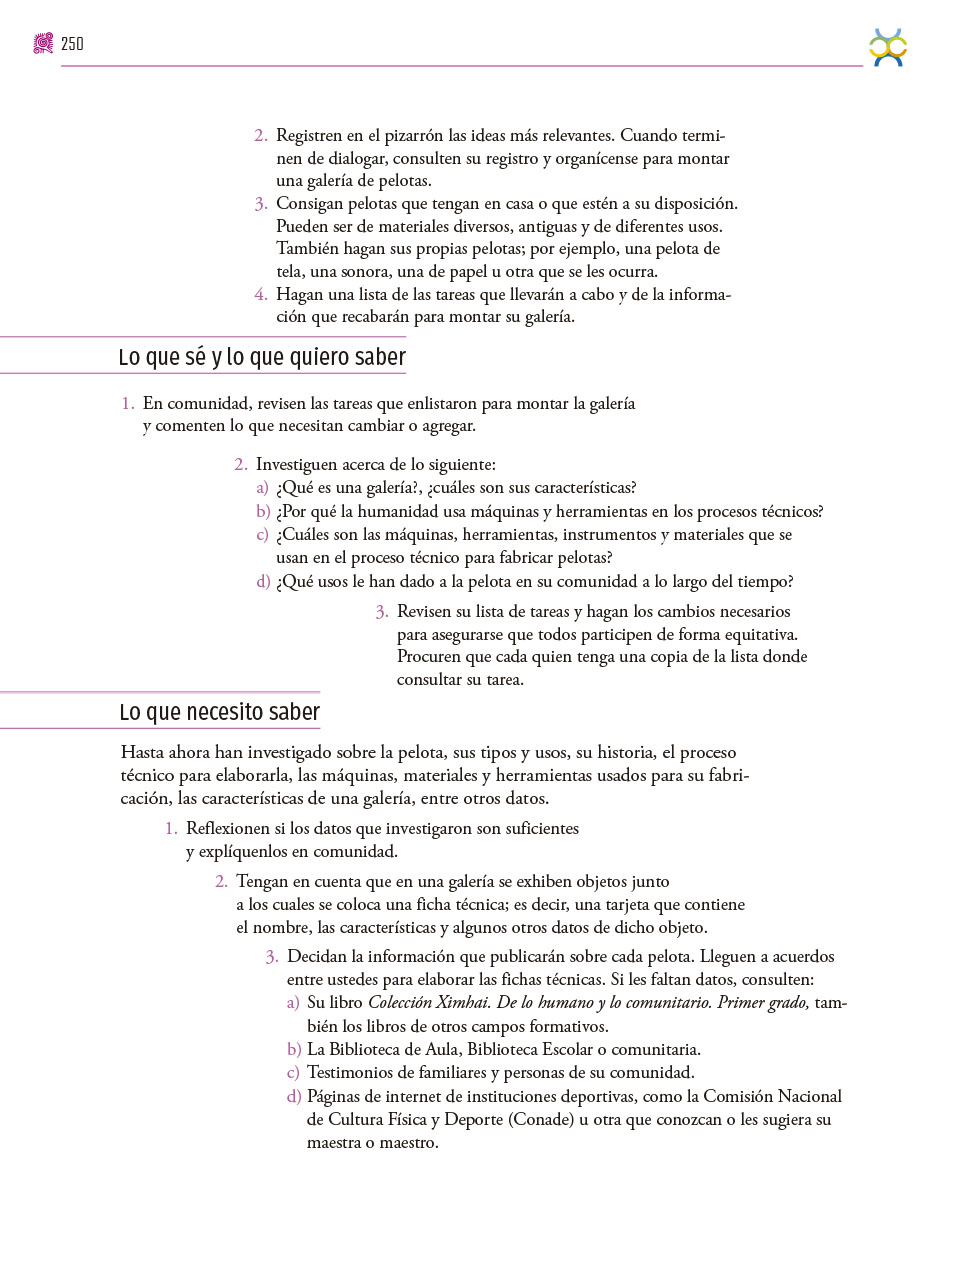 250
2. Registren en el pizarrón las ideas más relevantes. Cuando termi-
nen de dialogar, consulten su registro y organícense para montar
una galería de pelotas.
3. Consigan pelotas que tengan en casa o que estén a su disposición.
Pueden ser de materiales diversos, antiguas y de diferentes usos.
También hagan sus propias pelotas; por ejemplo, una pelota de
tela, una sonora, una de papel u otra que se les ocurra.
4. Hagan una lista de las tareas que llevarán a cabo y de la informa-
ción que recabarán para montar su galería.
Lo que sé y lo que quiero saber
1. En comunidad, revisen las tareas que enlistaron para montar la galería
y comenten lo que necesitan cambiar o agregar.
2. Investiguen acerca de lo siguiente:
a) ¿Qué es una galería?, ¿cuáles son sus características?
b) ¿Por qué la humanidad usa máquinas y herramientas en los procesos técnicos?
c) ¿Cuáles son las máquinas, herramientas, instrumentos y materiales que se
usan en el proceso técnico para fabricar pelotas?
d) ¿Qué usos le han dado a la pelota en su comunidad a lo largo del tiempo?
3. Revisen su lista de tareas y hagan los cambios necesarios
para asegurarse que todos participen de forma equitativa.
Procuren que cada quien tenga una copia de la lista donde
consultar su tarea.
Lo que necesito saber
Hasta ahora han investigado sobre la pelota, sus tipos y usos, su historia, el proceso
técnico para elaborarla, las máquinas, materiales y herramientas usados para su fabri-
cación, las características de una galería, entre otros datos.
1. Reflexionen si los datos que investigaron son suficientes
y explíquenlos en comunidad.
2. Tengan en cuenta que en una galería se exhiben objetos junto
a los cuales se coloca una ficha técnica; es decir, una tarjeta que contiene
el nombre, las características y algunos otros datos de dicho objeto.
3. Decidan la información que publicarán sobre cada pelota. Lleguen a acuerdos
entre ustedes para elaborar las fichas técnicas. Si les faltan datos, consulten:
a) Su libro Colección Ximhai. De lo humano y lo comunitario. Primer grado, tam-
bién los libros de otros campos formativos.
b) La Biblioteca de Aula, Biblioteca Escolar o comunitaria.
c) Testimonios de familiares y personas de su comunidad.
d) Páginas de internet de instituciones deportivas, como la Comisión Nacional
de Cultura Física y Deporte (Conade) u otra que conozcan o les sugiera su
maestra o maestro.